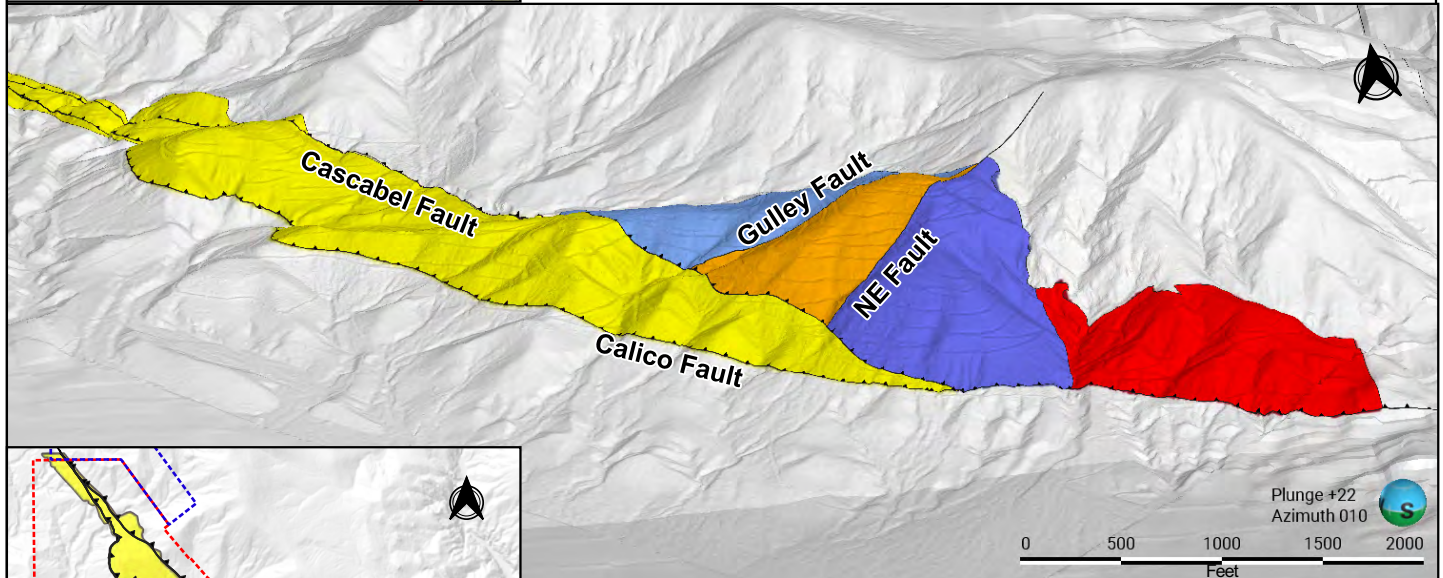 Cascabel Fault
Gulley Fault
NE Fault
Calico Fault
Plunge +22
Azimuth 010
S
0 500 1000 1500 2000
Feet